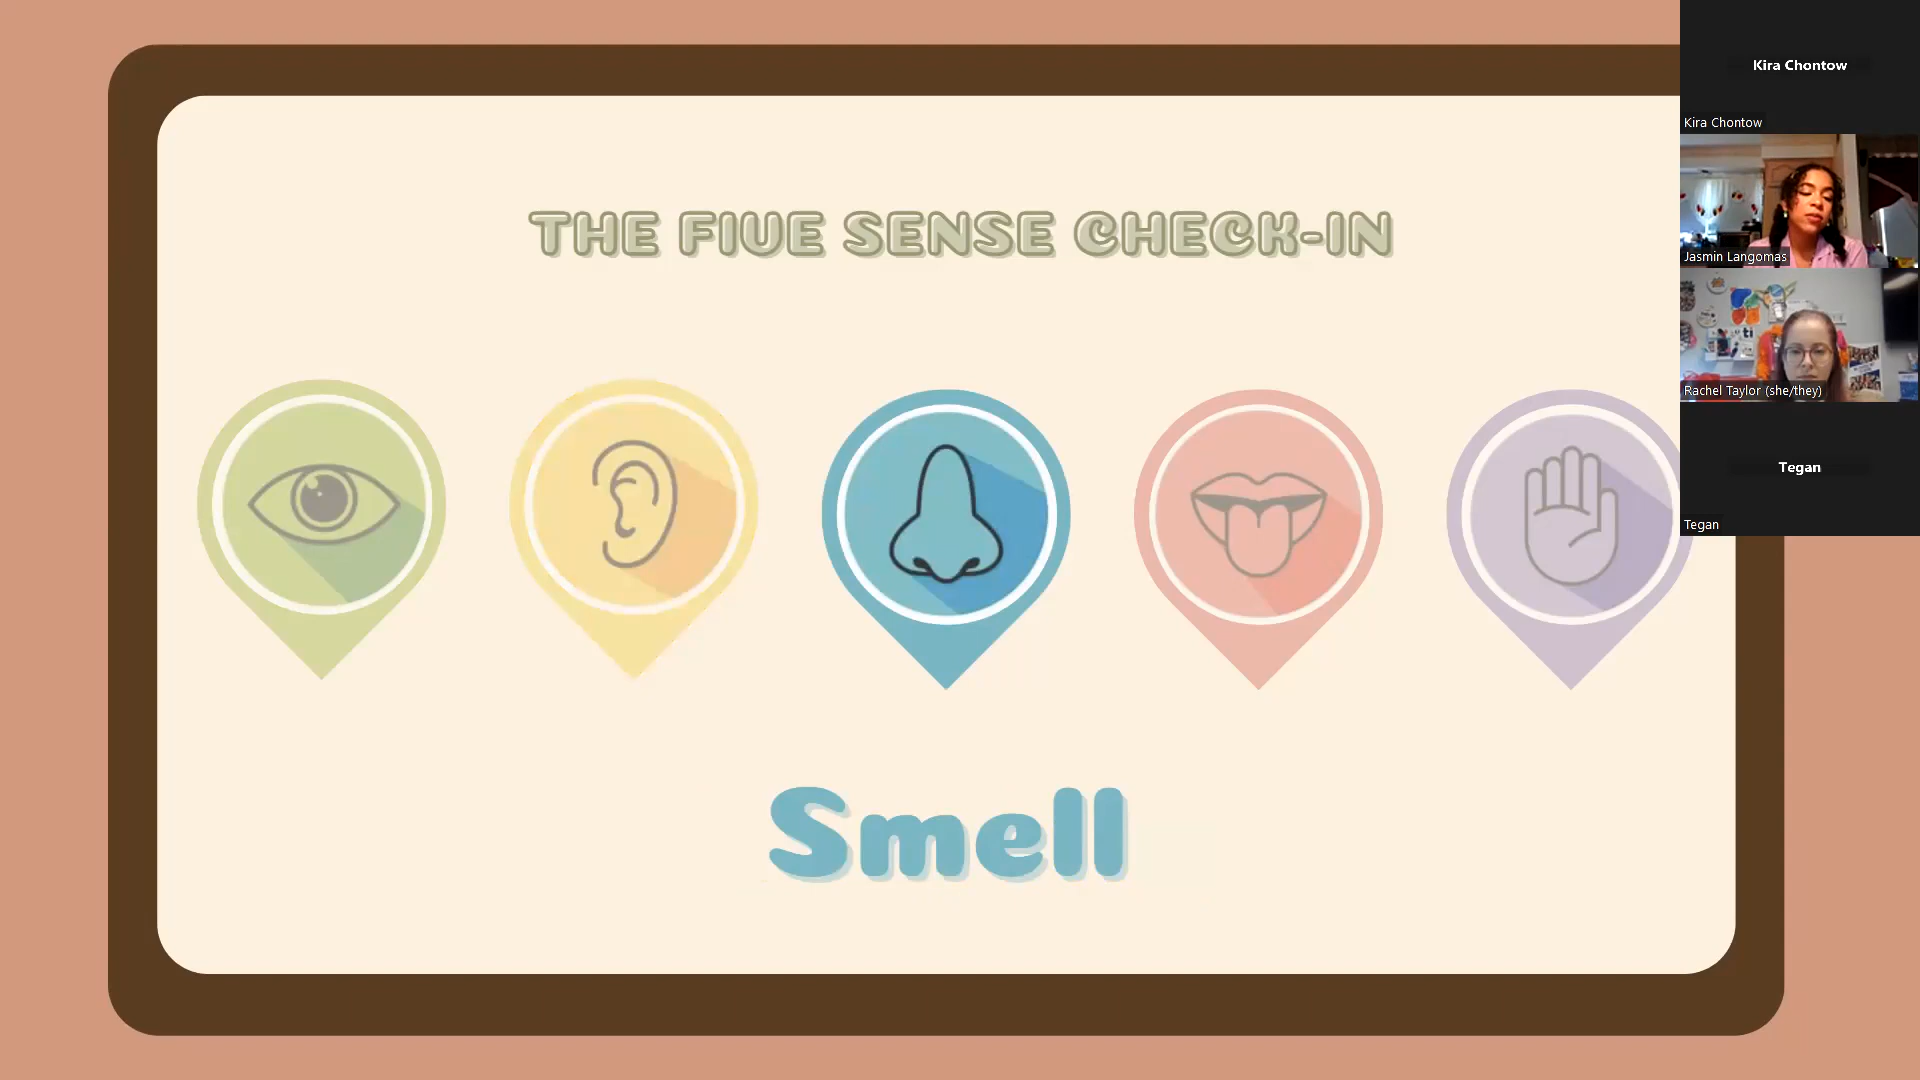 THE FIVE SENSE CHECK-IN
Smell
Kira Chontow
Kira Chontow
Jasmin Langomas
Rachel Taylor (she/they)
Tegan
Tegan